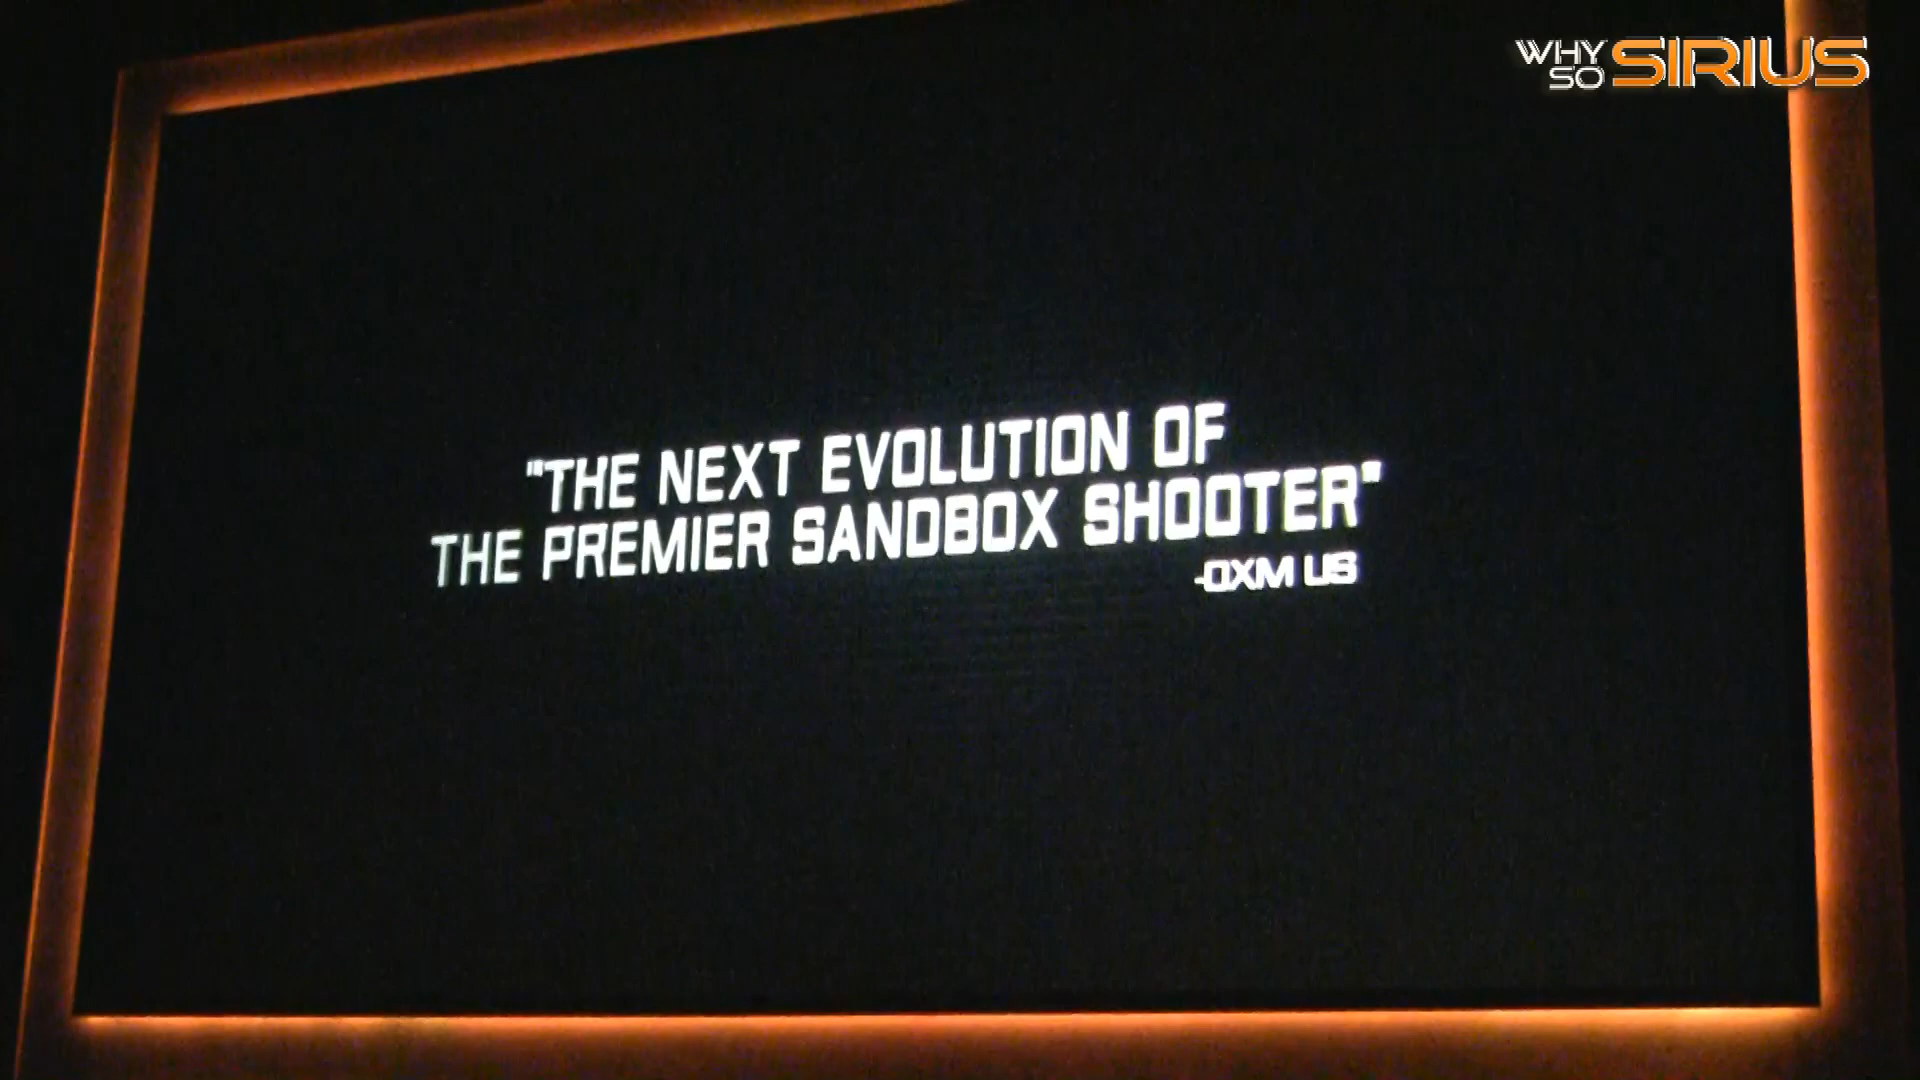 WHY
SO SIRIUS
"THE NEXT EVOLUTION OF
THE PREMIER SANDBOX SHOOTER"
-OXM US